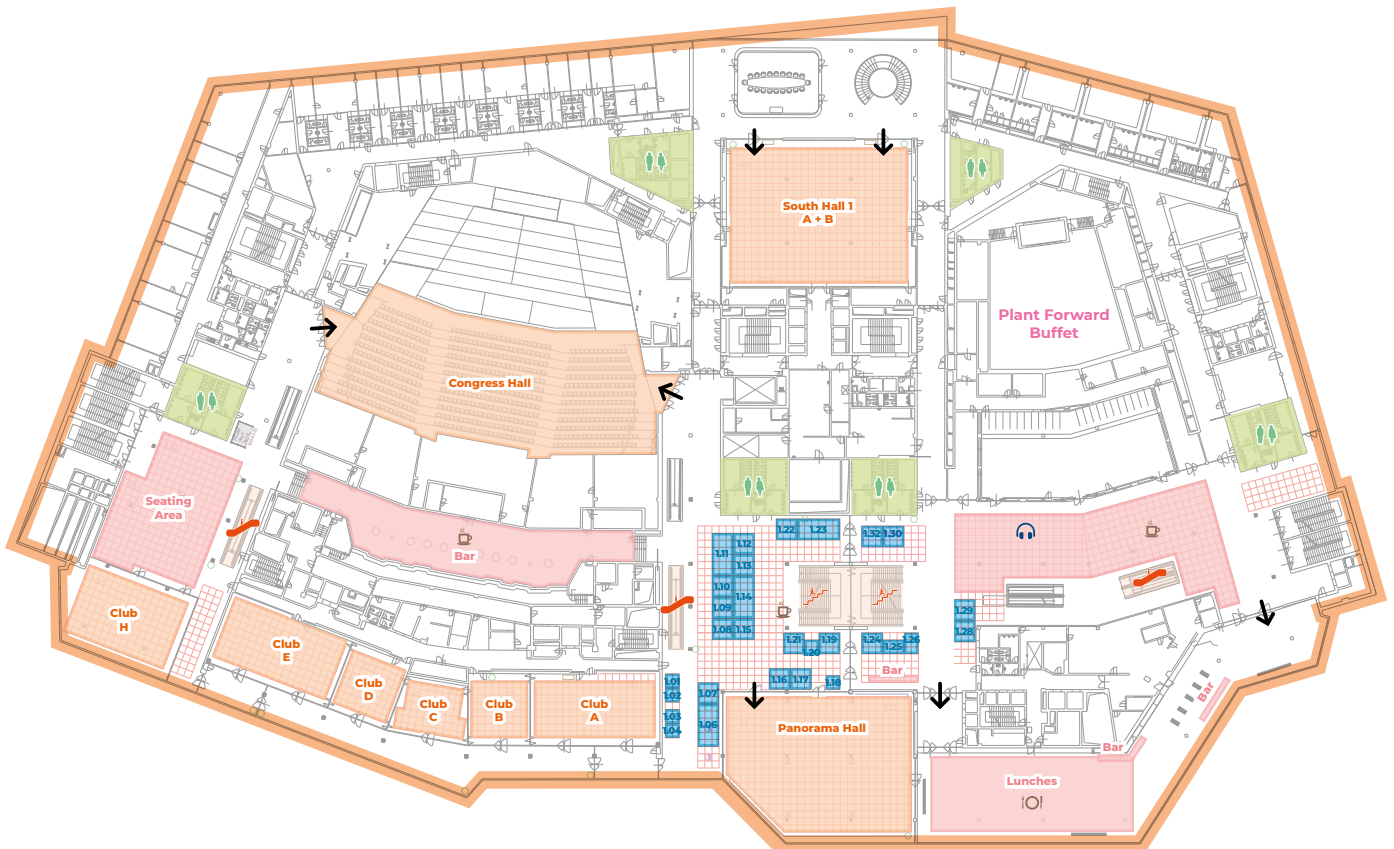 South Hall 1
A + B
Plant Forward
Buffet
Congress Hall
Seating
Area
Bar
1.22
1.23
1.32
1.30
1.12
1.11
1.13
1.10
1.14
1.09
1.08
1.15
1.29
1.28
1.21
1.19
1.20
1.24
1.26
1.25
Club
H
Club
E
Club
D
Club
C
Club
B
Club
A
1.01
1.02
1.03
1.04
1.07
1.06
1.16
1.17
1.18
Bar
Panorama Hall
Bar
Bar
Lunches